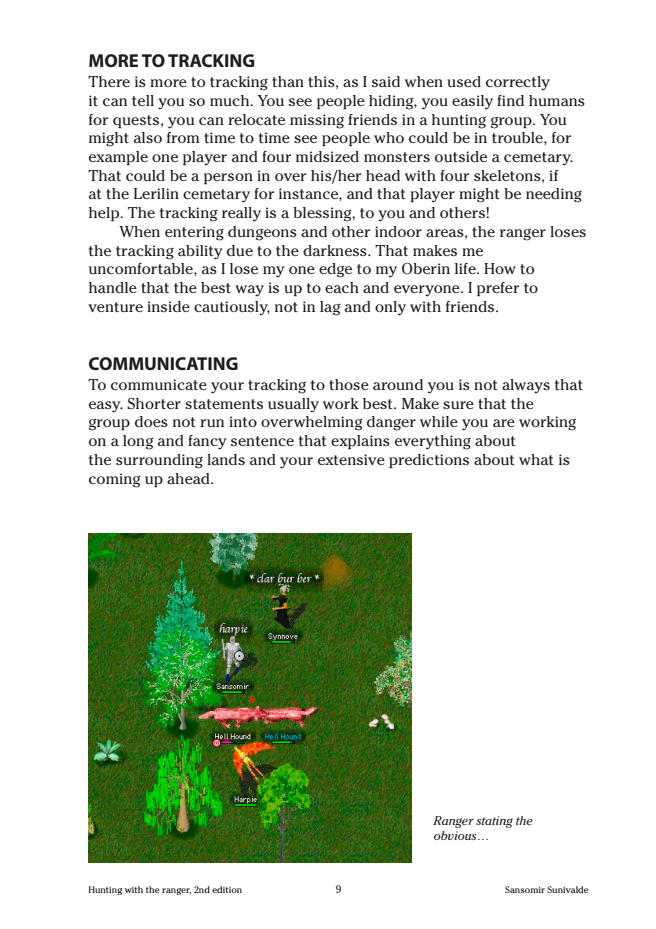 MORE TO TRACKING
There is more to tracking than this, as I said when used correctly
it can tell you so much. You see people hiding, you easily find humans
for quests, you can relocate missing friends in a hunting group. You
might also from time to time see people who could be in trouble, for
example one player and four midsized monsters outside a cemetary.
That could be a person in over his/her head with four skeletons, if
at the Lerilin cemetary for instance, and that player might be needing
help. The tracking really is a blessing, to you and others!
When entering dungeons and other indoor areas, the ranger loses
the tracking ability due to the darkness. That makes me
uncomfortable, as I lose my one edge to my Oberin life. How to
handle that the best way is up to each and everyone. I prefer to
venture inside cautiously, not in lag and only with friends.
COMMUNICATING
To communicate your tracking to those around you is not always that
easy. Shorter statements usually work best. Make sure that the
group does not run into overwhelming danger while you are working
on a long and fancy sentence that explains everything about
the surrounding lands and your extensive predictions about what is
coming up ahead.
* clar bur ber *
Synnove
harpie
Sansomir
Hell Hound Hell Hound
Harpie
Ranger stating the
obvious…
Hunting with the ranger, 2nd edition 9 Sansomir Sunivalde